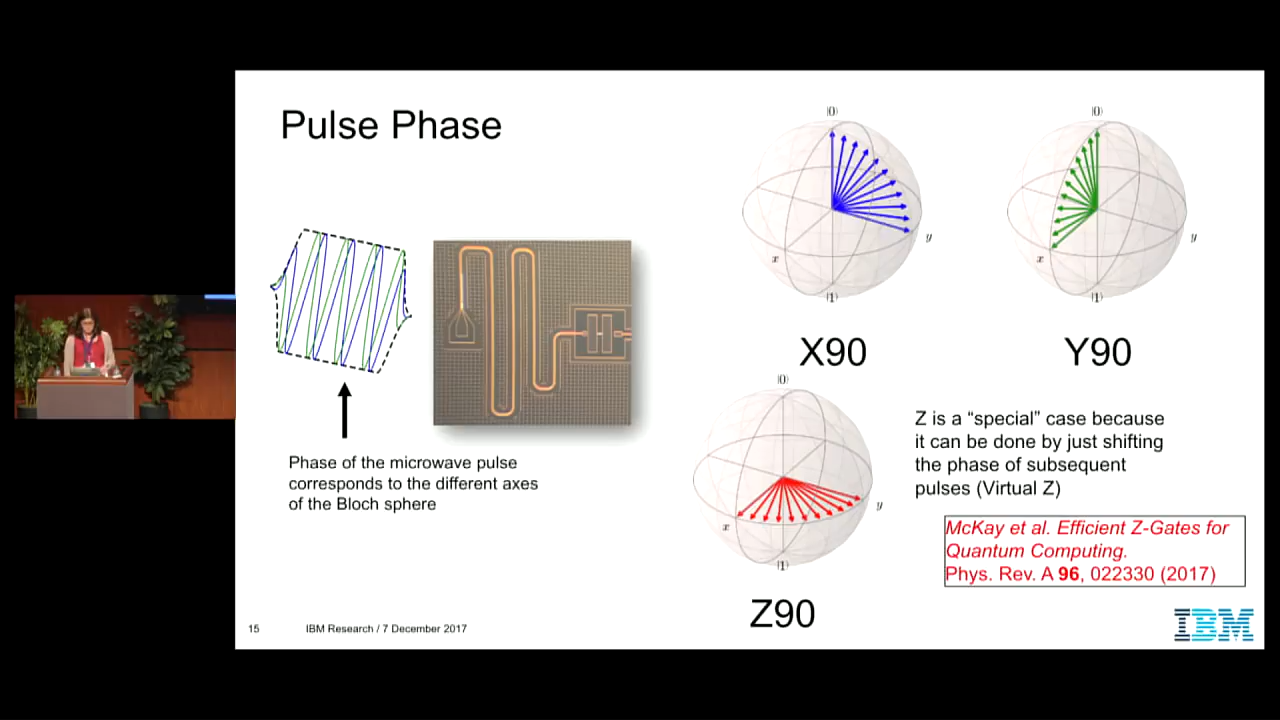 Pulse Phase
Phase of the microwave pulse
corresponds to the different axes
of the Bloch sphere
|0⟩
x
y
|1⟩
X90
|0⟩
x
y
|1⟩
Y90
|0⟩
x
y
|1⟩
Z90
Z is a “special” case because
it can be done by just shifting
the phase of subsequent
pulses (Virtual Z)
McKay et al. Efficient Z-Gates for
Quantum Computing.
Phys. Rev. A 96, 022330 (2017)
15
IBM Research / 7 December 2017
IBM